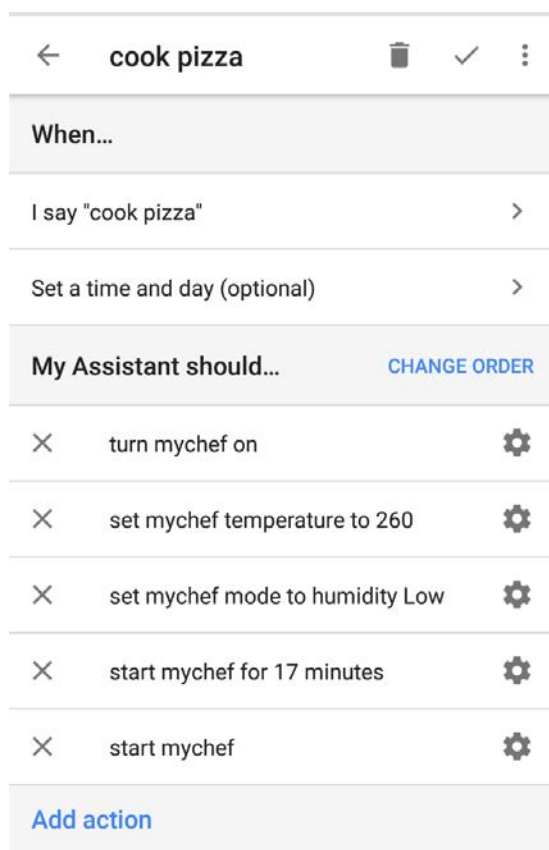 cook pizza
When...
I say "cook pizza"
Set a time and day (optional)
My Assistant should...
CHANGE ORDER
turn mychef on
set mychef temperature to 260
set mychef mode to humidity Low
start mychef for 17 minutes
start mychef
Add action